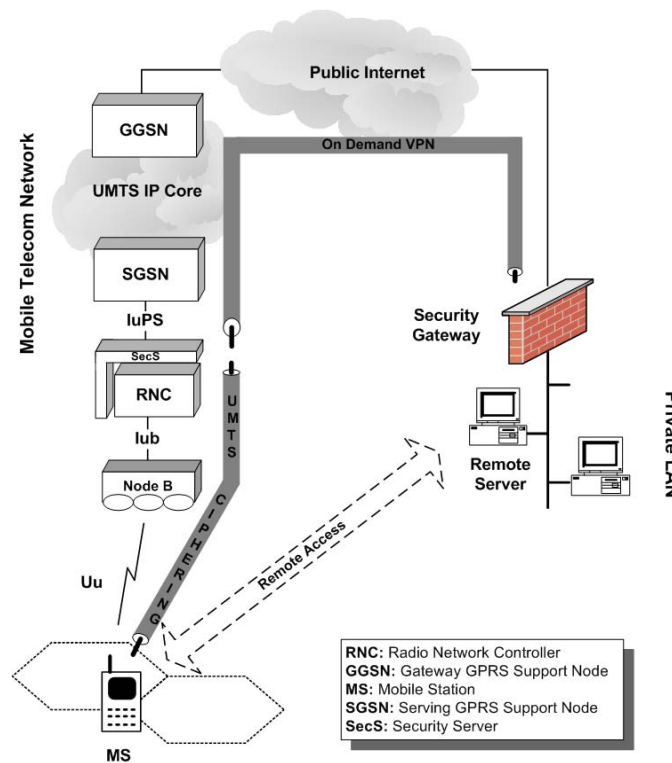 Public Internet
GGSN
On Demand VPN
UMTS IP Core
Mobile Telecom Network
SGSN
IuPS
Security
Gateway
SecS
RNC
Iub
UMTS
CIPHERING
Private LAN
Node B
Remote
Server
Remote Access
Uu
MS
RNC: Radio Network Controller
GGSN: Gateway GPRS Support Node
MS: Mobile Station
SGSN: Serving GPRS Support Node
SecS: Security Server